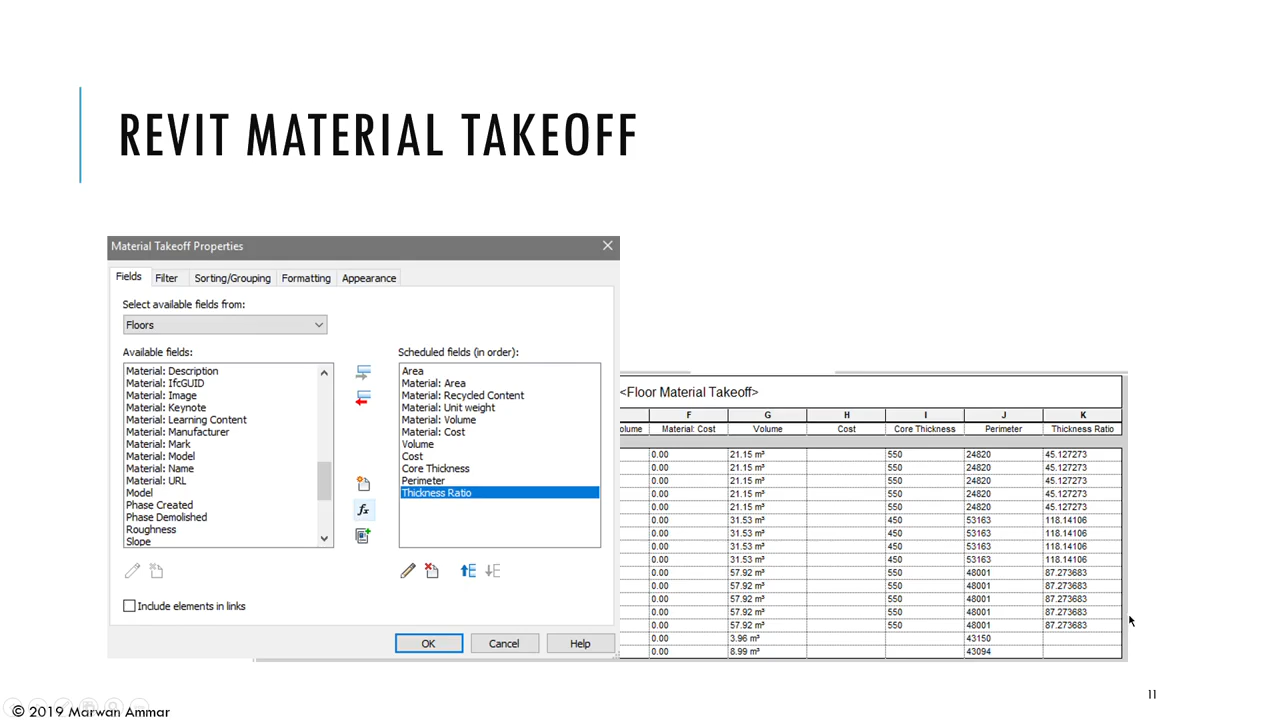 REVIT MATERIAL TAKEOFF
Material Takeoff Properties
Fields Filter Sorting/Grouping Formatting Appearance
Select available fields from:
Floors
Available fields:
Material: Description
Material: IfcGUID
Material: Image
Material: Keynote
Material: Learning Content
Material: Manufacturer
Material: Mark
Material: Model
Material: Name
Material: URL
Model
Phase Created
Phase Demolished
Roughness
Slope
fx
Scheduled fields (in order):
Area
Material: Area
Material: Recycled Content
Material: Unit weight
Material: Volume
Material: Cost
Volume
Cost
Core Thickness
Perimeter
Thickness Ratio
Include elements in links
OK Cancel Help
<Floor Material Takeoff>
F G H I J K
olume Material: Cost Volume Cost Core Thickness Perimeter Thickness Ratio
0.00 21.15 m³ 550 24820 45.127273
0.00 21.15 m³ 550 24820 45.127273
0.00 21.15 m³ 550 24820 45.127273
0.00 21.15 m³ 550 24820 45.127273
0.00 21.15 m³ 550 24820 45.127273
0.00 31.53 m³ 450 53163 118.14106
0.00 31.53 m³ 450 53163 118.14106
0.00 31.53 m³ 450 53163 118.14106
0.00 31.53 m³ 450 53163 118.14106
0.00 57.92 m³ 550 48001 87.273683
0.00 57.92 m³ 550 48001 87.273683
0.00 57.92 m³ 550 48001 87.273683
0.00 57.92 m³ 550 48001 87.273683
0.00 57.92 m³ 550 48001 87.273683
0.00 3.96 m³ 43150
0.00 8.99 m³ 43094
11
© 2019 Marwan Ammar